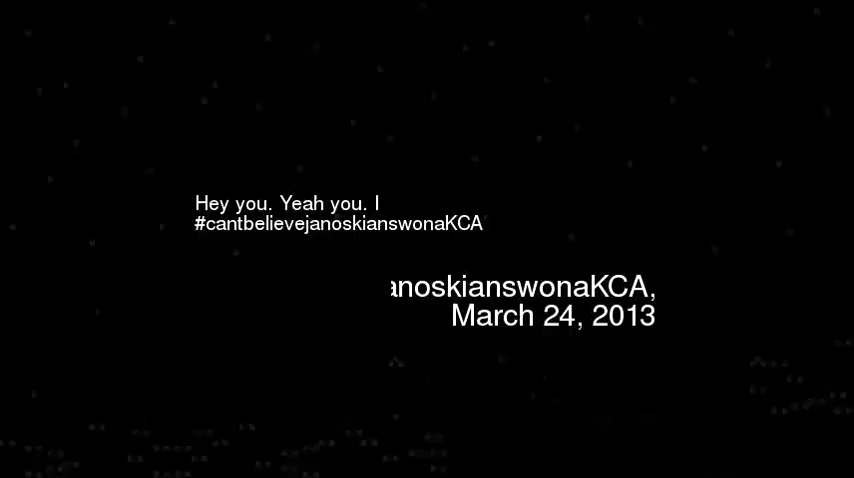 Hey you. Yeah you. I
#cantbelievejanoskianswonaKCA
anoskianswonaKCA,
March 24, 2013